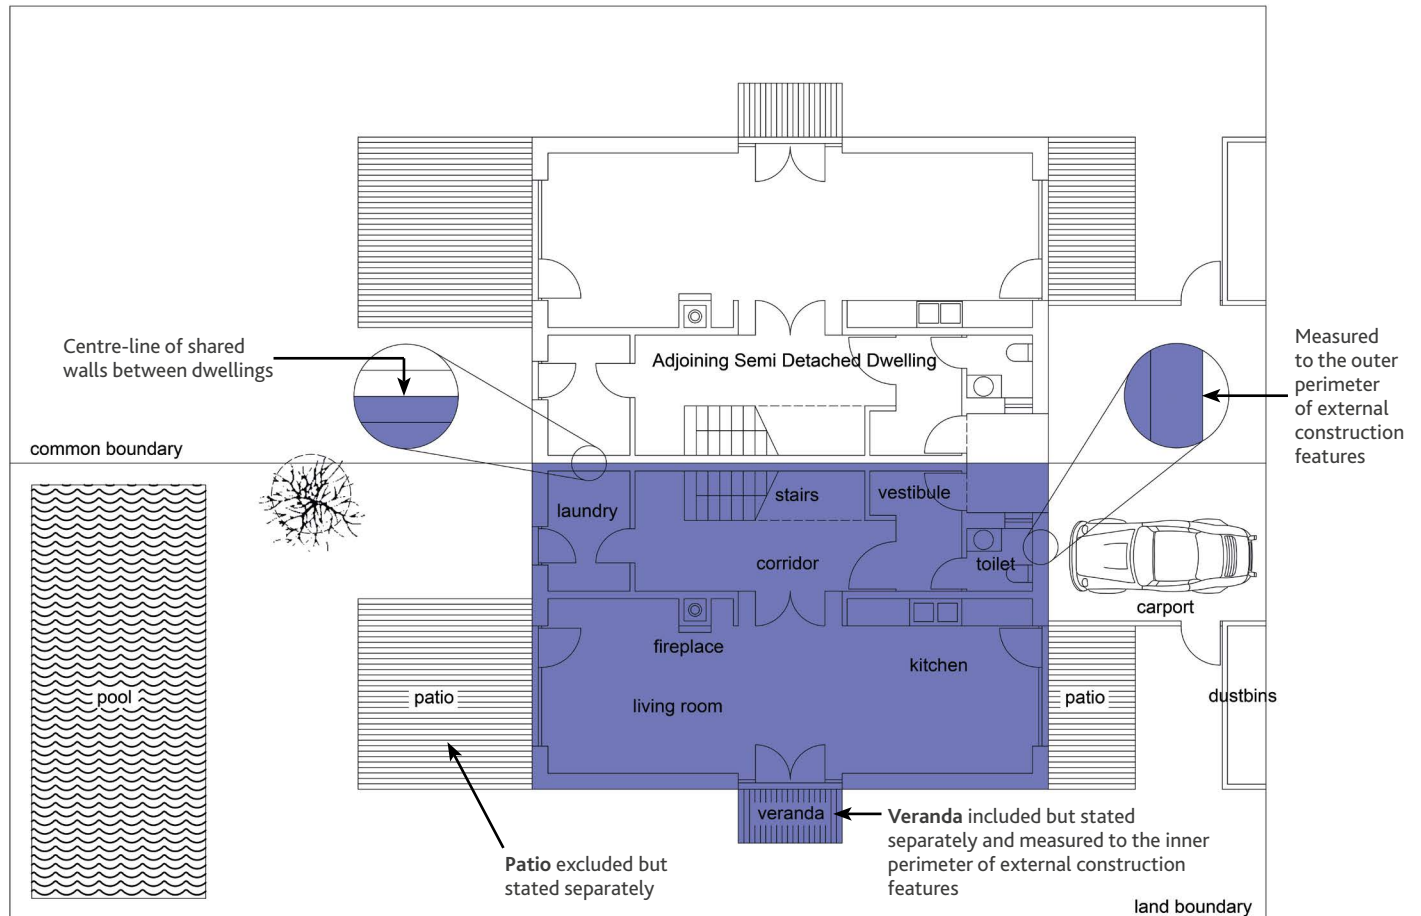 Centre-line of shared
walls between dwellings
Adjoining Semi Detached Dwelling
Measured
to the outer
perimeter
of external
construction
features
common boundary
laundry
stairs
vestibule
corridor
toilet
carport
fireplace
kitchen
pool
patio
living room
patio
dustbins
veranda
Veranda included but stated
separately and measured to the inner
perimeter of external construction
features
Patio excluded but
stated separately
land boundary